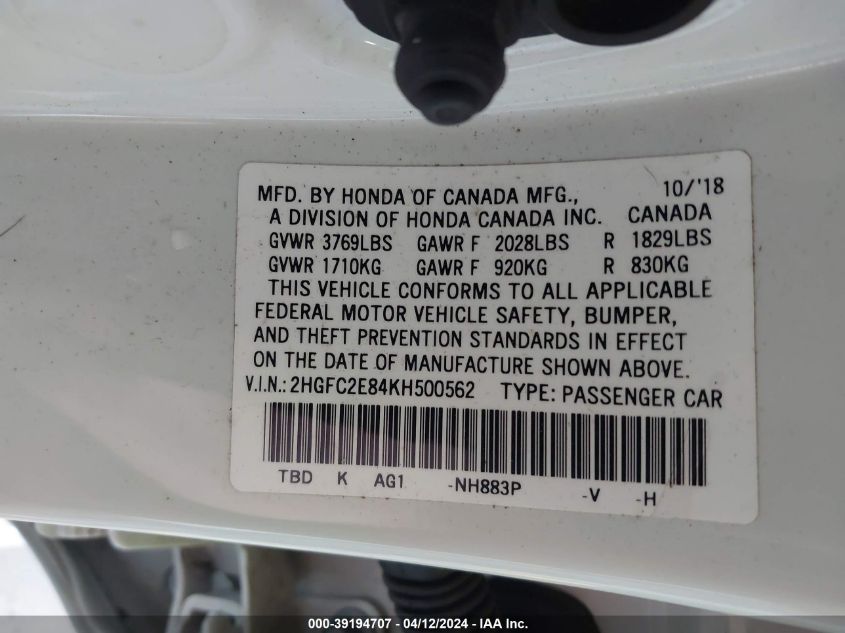 MFD. BY HONDA OF CANADA MFG., 10/'18
A DIVISION OF HONDA CANADA INC. CANADA
GVWR 3769LBS GAWR F 2028LBS R 1829LBS
GVWR 1710KG GAWR F 920KG R 830KG
THIS VEHICLE CONFORMS TO ALL APPLICABLE
FEDERAL MOTOR VEHICLE SAFETY, BUMPER,
AND THEFT PREVENTION STANDARDS IN EFFECT
ON THE DATE OF MANUFACTURE SHOWN ABOVE.
V.I.N.: 2HGFC2E84KH500562 TYPE: PASSENGER CAR
TBD K AG1 -NH883P -V -H
000-39194707 - 04/12/2024 - IAA Inc.